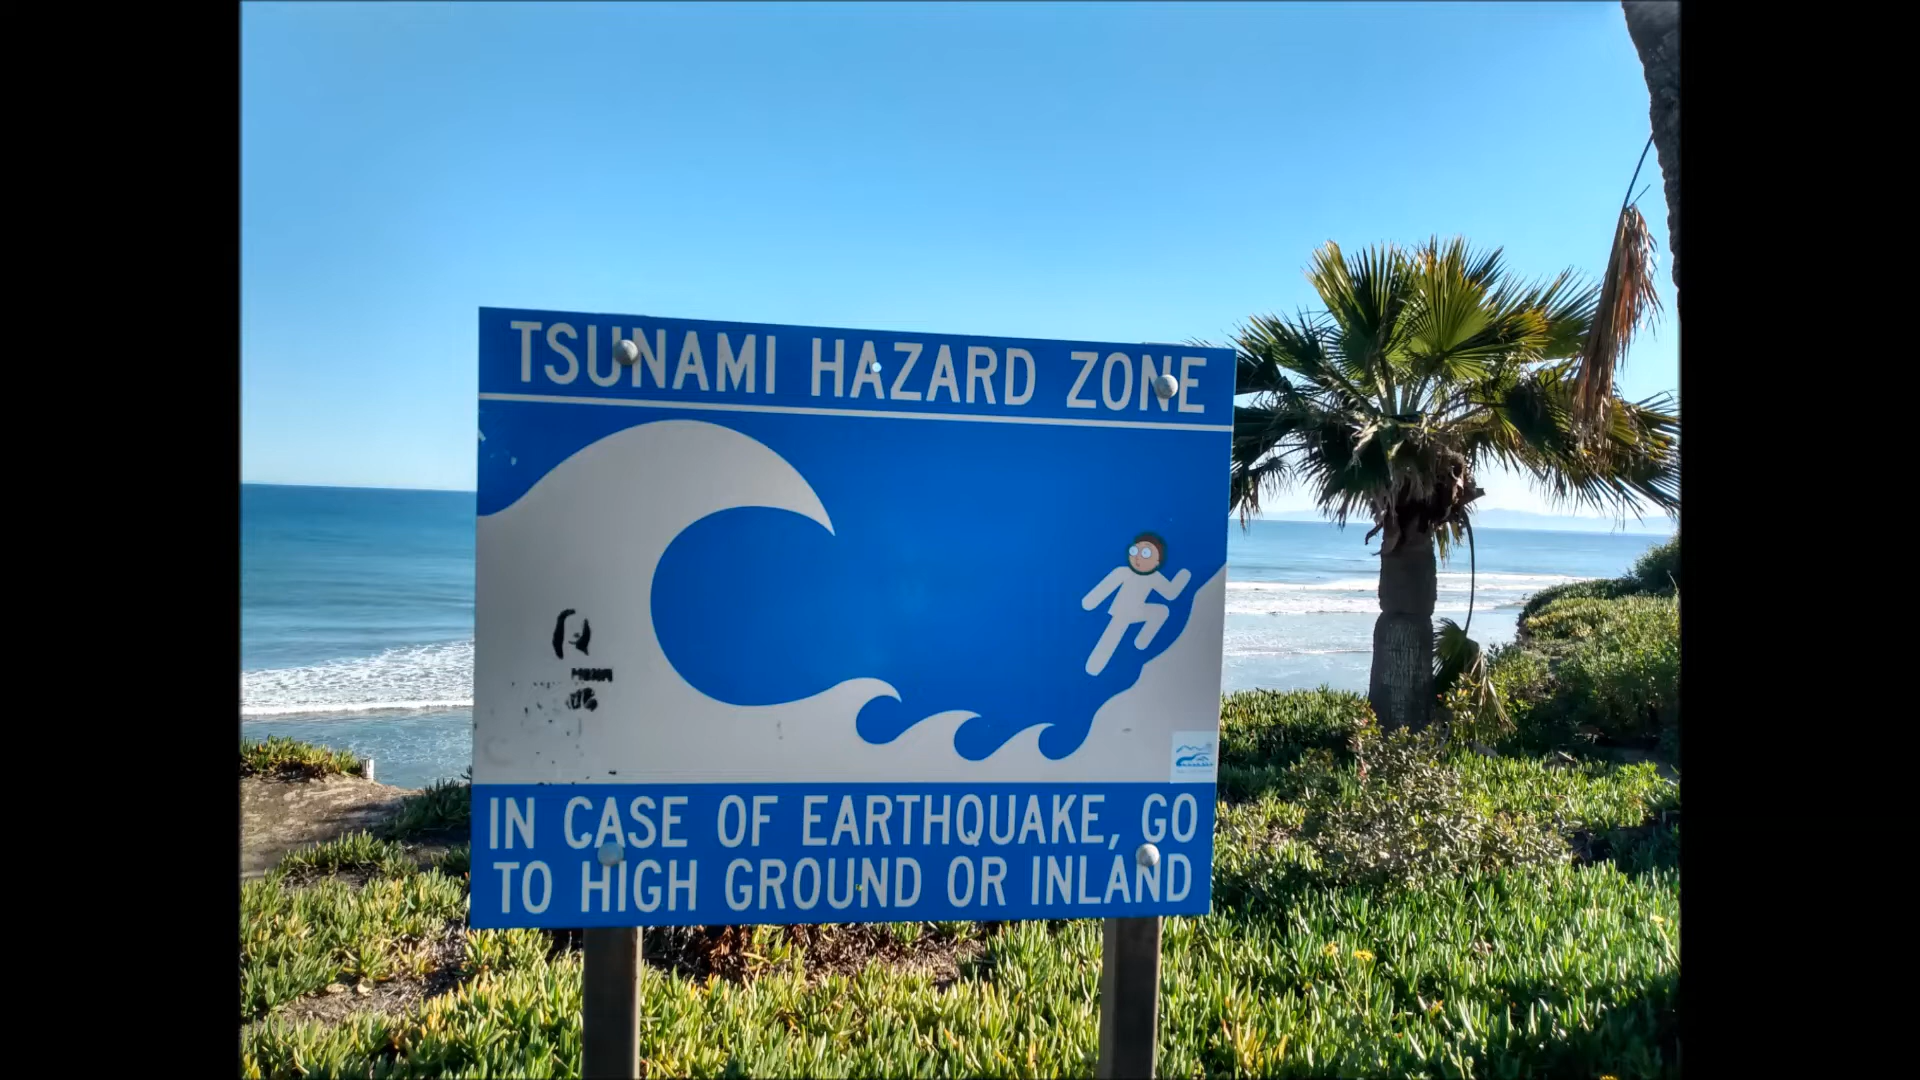 TSUNAMI HAZARD ZONE
IN CASE OF EARTHQUAKE, GO
TO HIGH GROUND OR INLAND